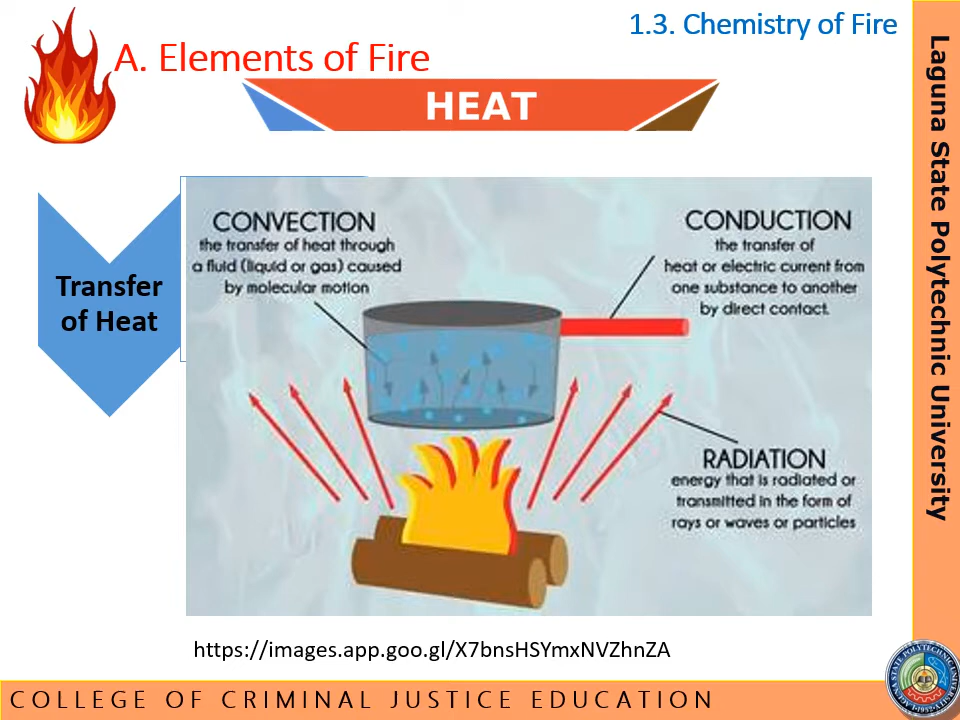 1.3. Chemistry of Fire
A. Elements of Fire
HEAT
Transfer
of Heat
CONVECTION
the transfer of heat through
a fluid (liquid or gas) caused
by molecular motion
CONDUCTION
the transfer of
heat or electric current from
one substance to another
by direct contact.
RADIATION
energy that is radiated or
transmitted in the form of
rays or waves or particles
https://images.app.goo.gl/X7bnsHSYmxNVZhnZA
COLLEGE OF CRIMINAL JUSTICE EDUCATION
Laguna State Polytechnic University